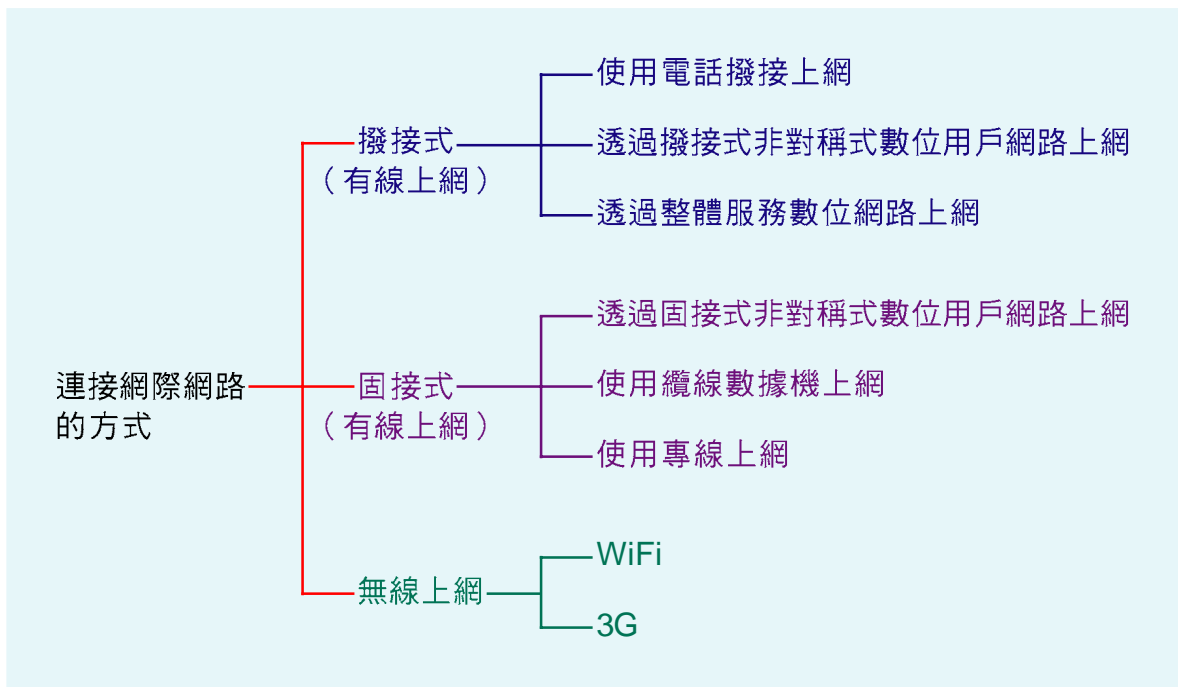 連接網際網路
的方式
撥接式
（有線上網）
使用電話撥接上網
透過撥接式非對稱式數位用戶網路上網
透過整體服務數位網路上網
固接式
（有線上網）
透過固接式非對稱式數位用戶網路上網
使用纜線數據機上網
使用專線上網
無線上網
WiFi
3G